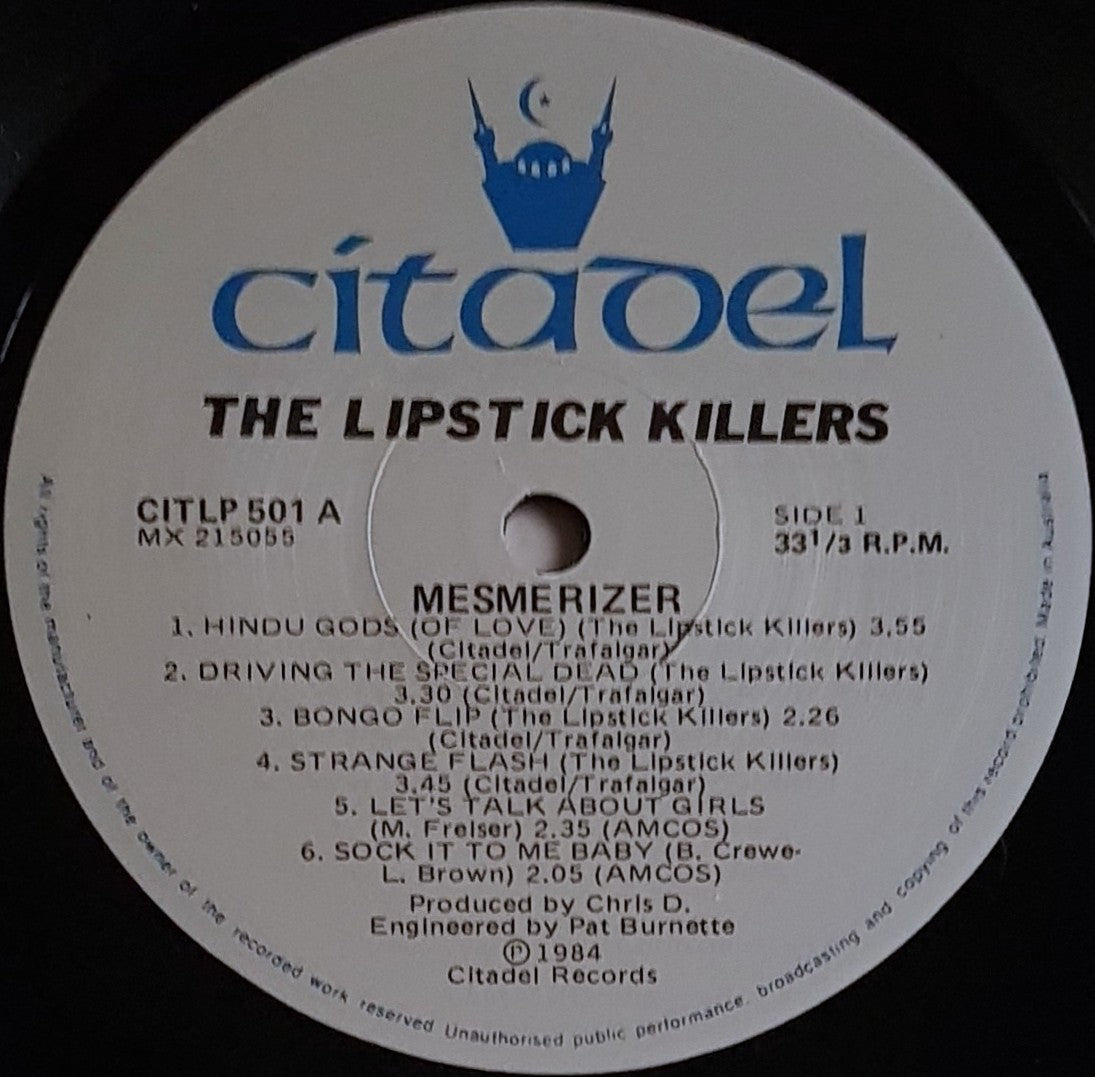 citadel
THE LIPSTICK KILLERS
CITLP 501 A
MX 215055
SIDE 1
33 1/3 R.P.M.
MESMERIZER
1. HINDU GODS (OF LOVE) (The Lipstick Killers) 3.55
(Citadel/Trafalgar)
2. DRIVING THE SPECIAL DEAD (The Lipstick Killers)
3.30 (Citadel/Trafalgar)
3. BONGO FLIP (The Lipstick Killers) 2.26
(Citadel/Trafalgar)
4. STRANGE FLASH (The Lipstick Killers)
3.45 (Citadel/Trafalgar)
5. LET'S TALK ABOUT GIRLS
(M. Freiser) 2.35 (AMCOS)
6. SOCK IT TO ME BABY (B. Crewe-
L. Brown) 2.05 (AMCOS)
Produced by Chris D.
Engineered by Pat Burnette
Ⓟ 1984
Citadel Records
All rights of the manufacturer and of the owner of the recorded work reserved Unauthorised public performance, broadcasting and copying of this record prohibited. Made in Australia